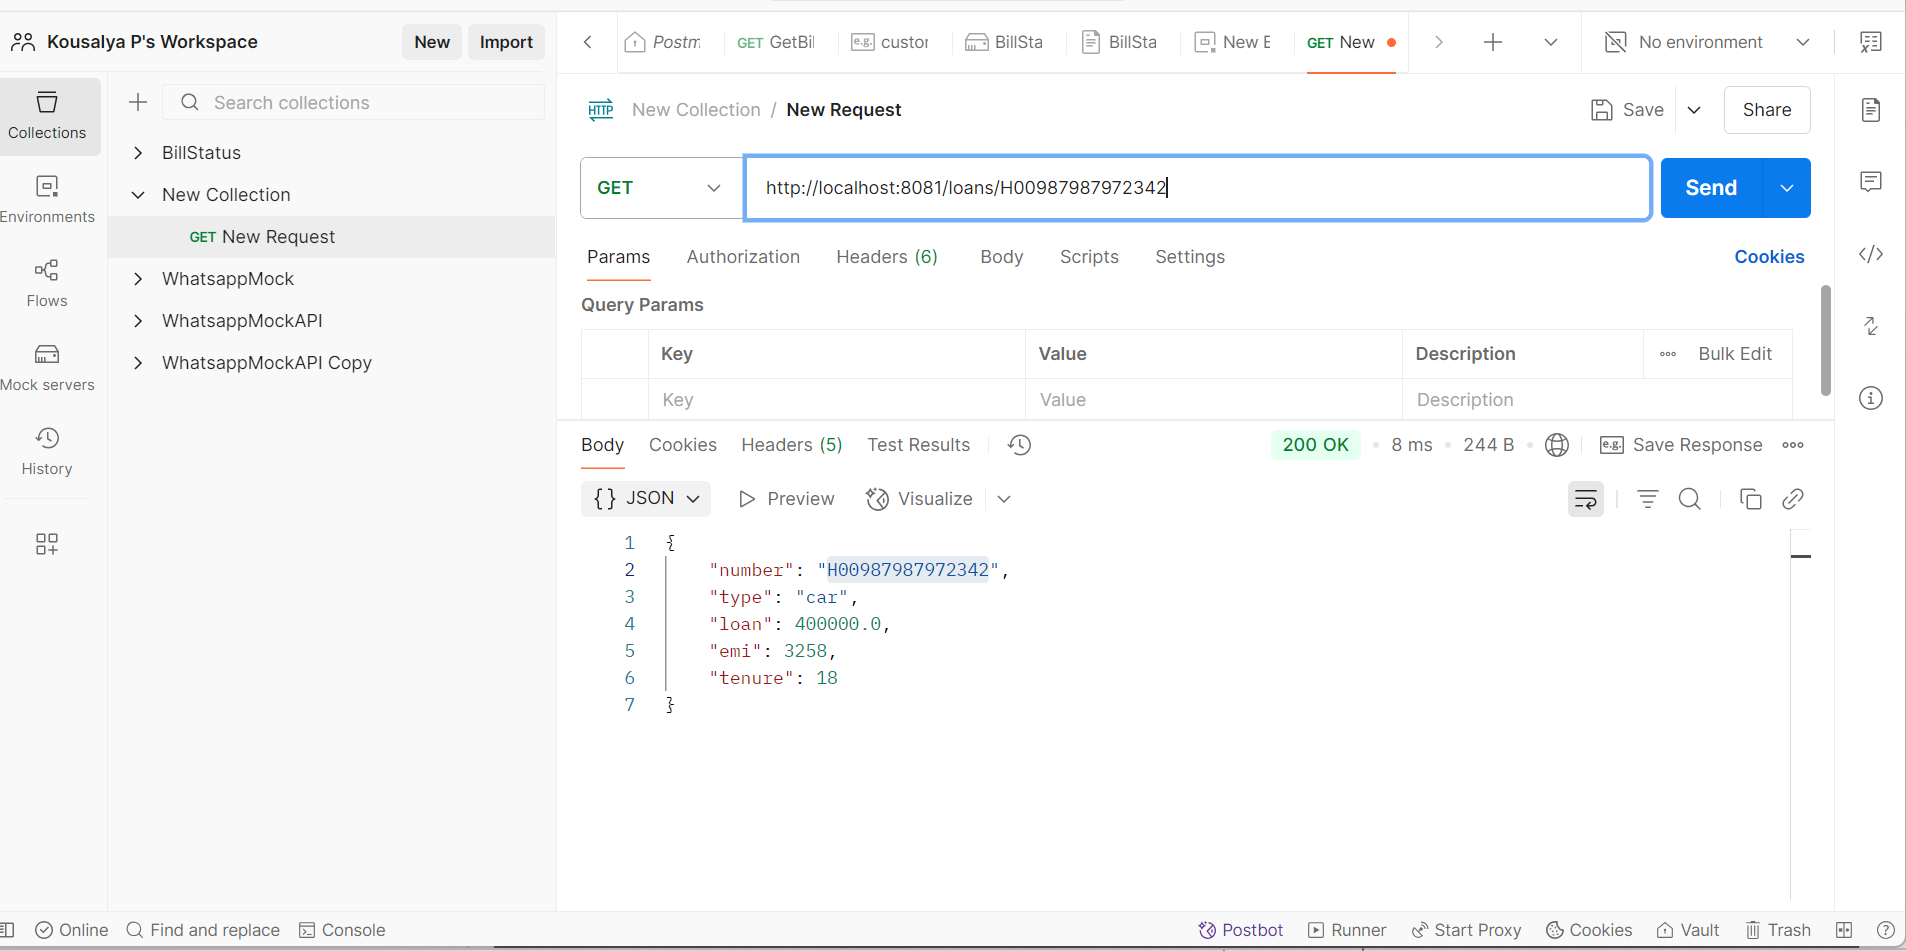 Kousalya P's Workspace
New
Import
Postm
GET GetBil
e.g. custor
BillSta
BillSta
New E
GET New
No environment
Collections
Environments
Flows
Mock servers
History
Search collections
BillStatus
New Collection
GET New Request
WhatsappMock
WhatsappMockAPI
WhatsappMockAPI Copy
HTTP New Collection / New Request
Save
Share
GET
http://localhost:8081/loans/H00987987972342
Send
Params Authorization Headers (6) Body Scripts Settings Cookies
Query Params
Key Value Description ••• Bulk Edit
Key Value Description
Body Cookies Headers (5) Test Results 200 OK • 8 ms • 244 B • e.g. Save Response
{} JSON Preview Visualize
1 {
2 "number": "H00987987972342",
3 "type": "car",
4 "loan": 400000.0,
5 "emi": 3258,
6 "tenure": 18
7 }
Online Find and replace Console Postbot Runner Start Proxy Cookies Vault Trash